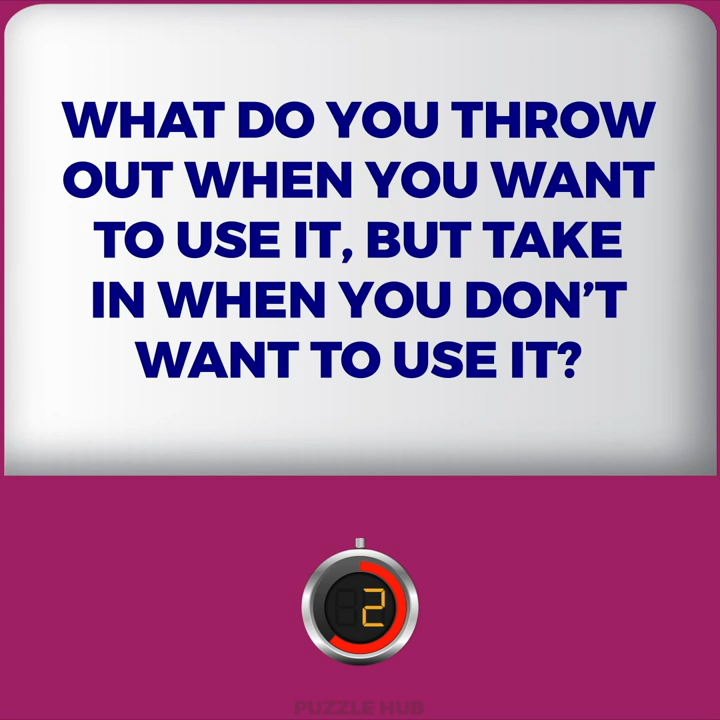 WHAT DO YOU THROW
OUT WHEN YOU WANT
TO USE IT, BUT TAKE
IN WHEN YOU DON’T
WANT TO USE IT?
2
PUZZLE HUB